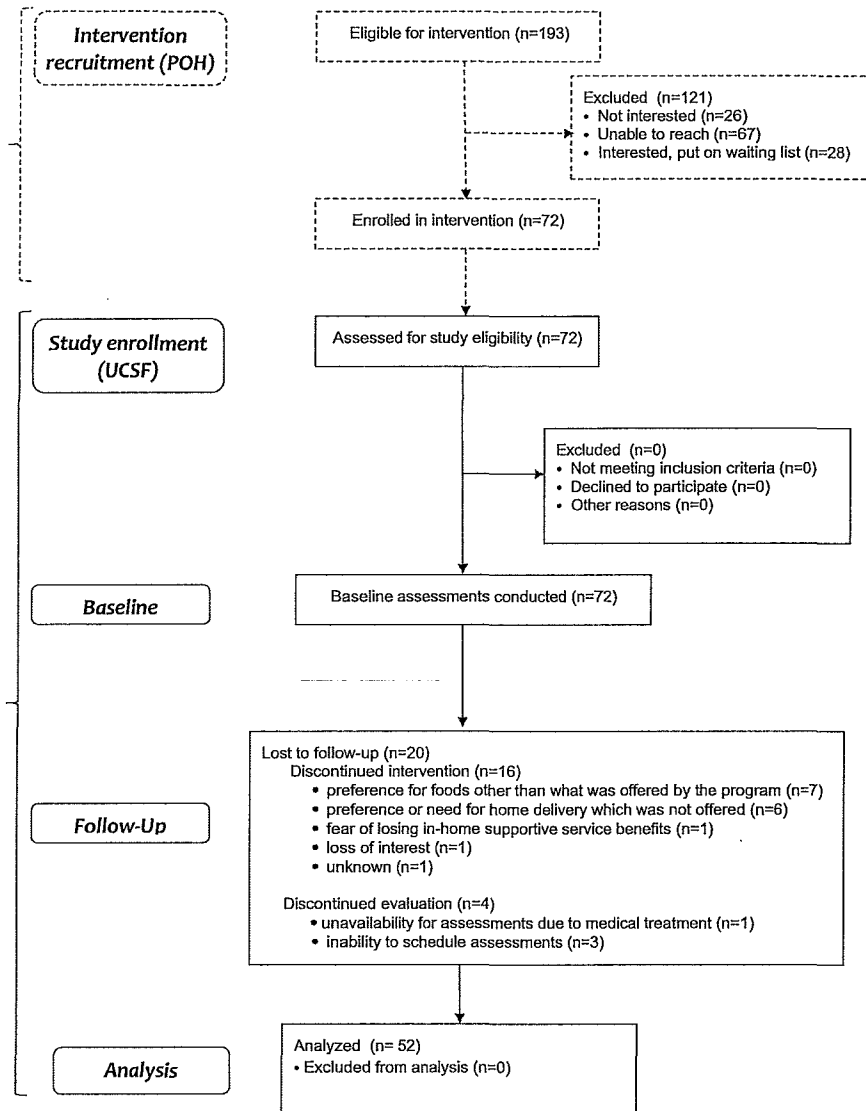 Intervention
recruitment (POH)
Eligible for intervention (n=193)
Excluded (n=121)
• Not interested (n=26)
• Unable to reach (n=67)
• Interested, put on waiting list (n=28)
Enrolled in intervention (n=72)
Study enrollment
(UCSF)
Assessed for study eligibility (n=72)
Excluded (n=0)
• Not meeting inclusion criteria (n=0)
• Declined to participate (n=0)
• Other reasons (n=0)
Baseline
Baseline assessments conducted (n=72)
Follow-Up
Lost to follow-up (n=20)
Discontinued intervention (n=16)
• preference for foods other than what was offered by the program (n=7)
• preference or need for home delivery which was not offered (n=6)
• fear of losing in-home supportive service benefits (n=1)
• loss of interest (n=1)
• unknown (n=1)
Discontinued evaluation (n=4)
• unavailability for assessments due to medical treatment (n=1)
• inability to schedule assessments (n=3)
Analysis
Analyzed (n= 52)
• Excluded from analysis (n=0)